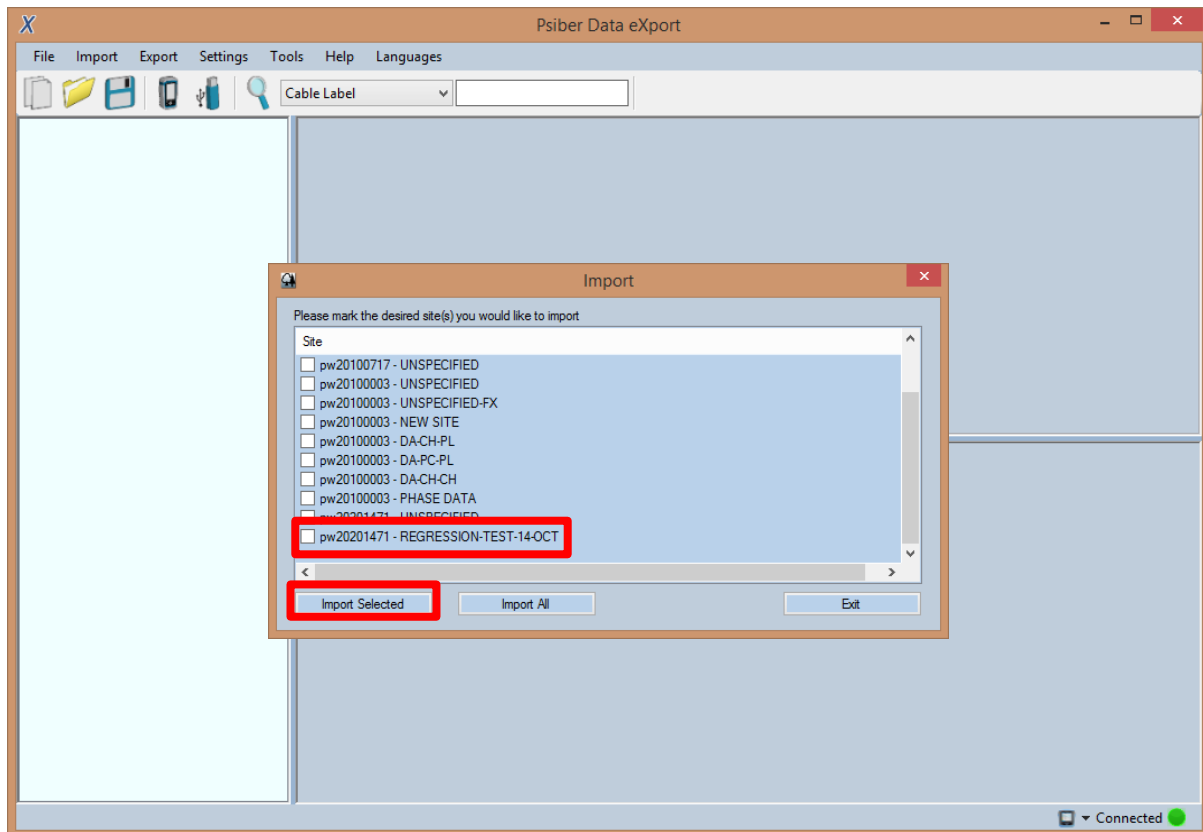 X Psiber Data eXport
File Import Export Settings Tools Help Languages
Cable Label
Import
Please mark the desired site(s) you would like to import
Site
pw20100717 - UNSPECIFIED
pw20100003 - UNSPECIFIED
pw20100003 - UNSPECIFIED-FX
pw20100003 - NEW SITE
pw20100003 - DA-CH-PL
pw20100003 - DA-PC-PL
pw20100003 - DA-CH-CH
pw20100003 - PHASE DATA
pw20201471 - UNSPECIFIED
pw20201471 - REGRESSION-TEST-14-OCT
Import Selected Import All Exit
Connected